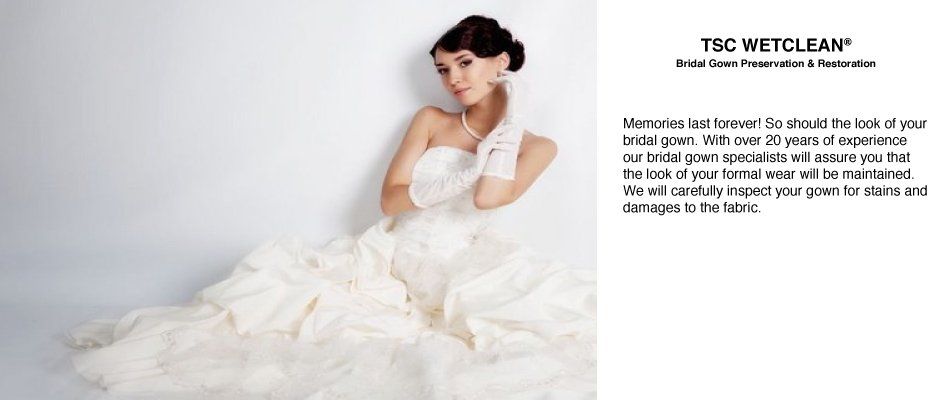 TSC WETCLEAN®
Bridal Gown Preservation & Restoration
Memories last forever! So should the look of your
bridal gown. With over 20 years of experience
our bridal gown specialists will assure you that
the look of your formal wear will be maintained.
We will carefully inspect your gown for stains and
damages to the fabric.